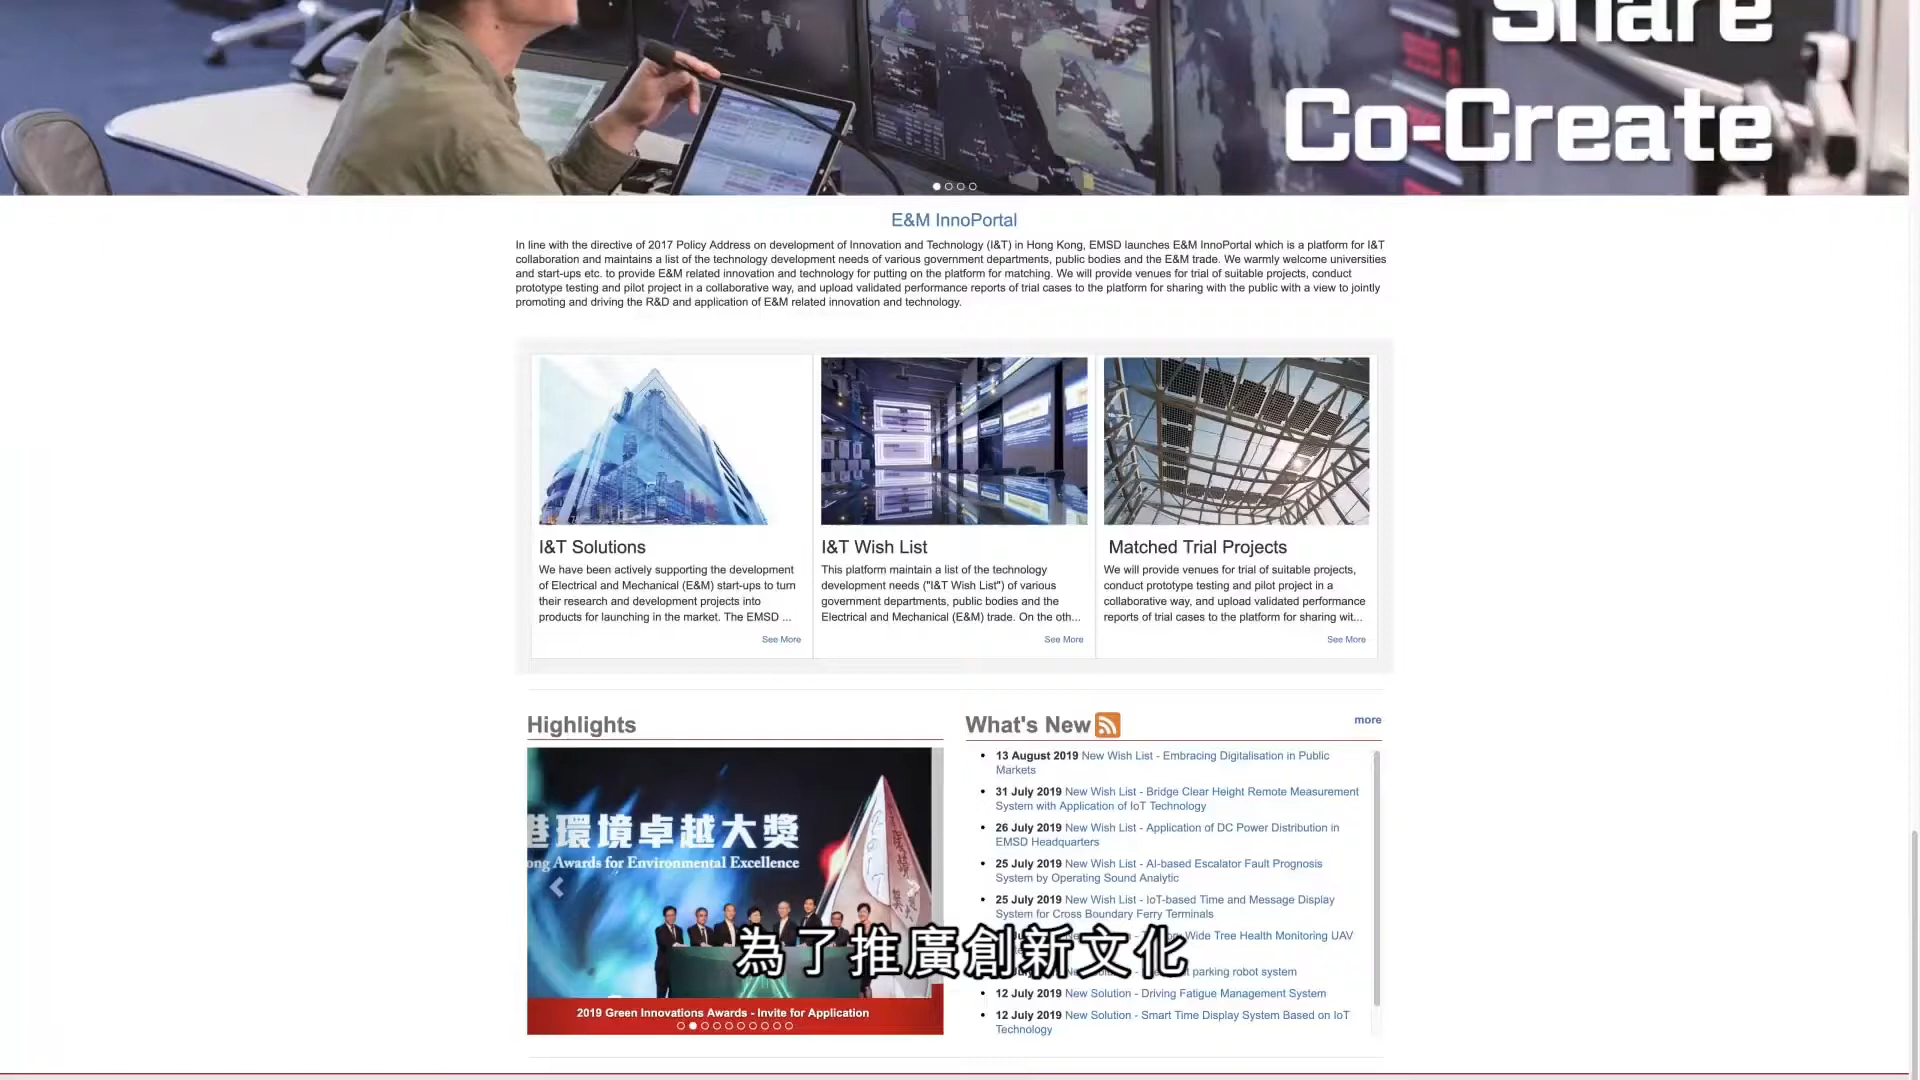 Share
Co-Create
E&M InnoPortal
In line with the directive of 2017 Policy Address on development of Innovation and Technology (I&T) in Hong Kong, EMSD launches E&M InnoPortal which is a platform for I&T
collaboration and maintains a list of the technology development needs of various government departments, public bodies and the E&M trade. We warmly welcome universities
and start-ups etc. to provide E&M related innovation and technology for putting on the platform for matching. We will provide venues for trial of suitable projects, conduct
prototype testing and pilot project in a collaborative way, and upload validated performance reports of trial cases to the platform for sharing with the public with a view to jointly
promoting and driving the R&D and application of E&M related innovation and technology.
I&T Solutions
We have been actively supporting the development
of Electrical and Mechanical (E&M) start-ups to turn
their research and development projects into
products for launching in the market. The EMSD ...
See More
I&T Wish List
This platform maintain a list of the technology
development needs ("I&T Wish List") of various
government departments, public bodies and the
Electrical and Mechanical (E&M) trade. On the oth...
See More
Matched Trial Projects
We will provide venues for trial of suitable projects,
conduct prototype testing and pilot project in a
collaborative way, and upload validated performance
reports of trial cases to the platform for sharing wit...
See More
Highlights
港環境卓越大獎
ong Awards for Environmental Excellence
2019 Green Innovations Awards - Invite for Application
What's New
more
13 August 2019 New Wish List - Embracing Digitalisation in Public
Markets
31 July 2019 New Wish List - Bridge Clear Height Remote Measurement
System with Application of IoT Technology
26 July 2019 New Wish List - Application of DC Power Distribution in
EMSD Headquarters
25 July 2019 New Wish List - AI-based Escalator Fault Prognosis
System by Operating Sound Analytic
25 July 2019 New Wish List - IoT-based Time and Message Display
System for Cross Boundary Ferry Terminals
Wide Tree Health Monitoring UAV
parking robot system
12 July 2019 New Solution - Driving Fatigue Management System
12 July 2019 New Solution - Smart Time Display System Based on IoT
Technology
為了推廣創新文化